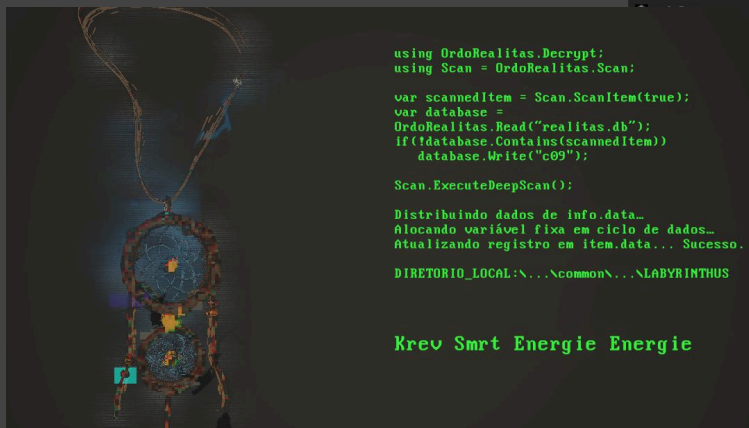 using OrdoRealitas.Decrypt;
using Scan = OrdoRealitas.Scan;
var scannedItem = Scan.ScanItem(true);
var database =
OrdoRealitas.Read(“realitas.db”);
if(!database.Contains(scannedItem))
database.Write("c09");
Scan.ExecuteDeepScan();
Distribuindo dados de info.data…
Alocando variável fixa em ciclo de dados…
Atualizando registro em item.data... Sucesso.
DIRETORIO_LOCAL:\...\common\...\LABYRINTHUS
Krev Smrt Energie Energie